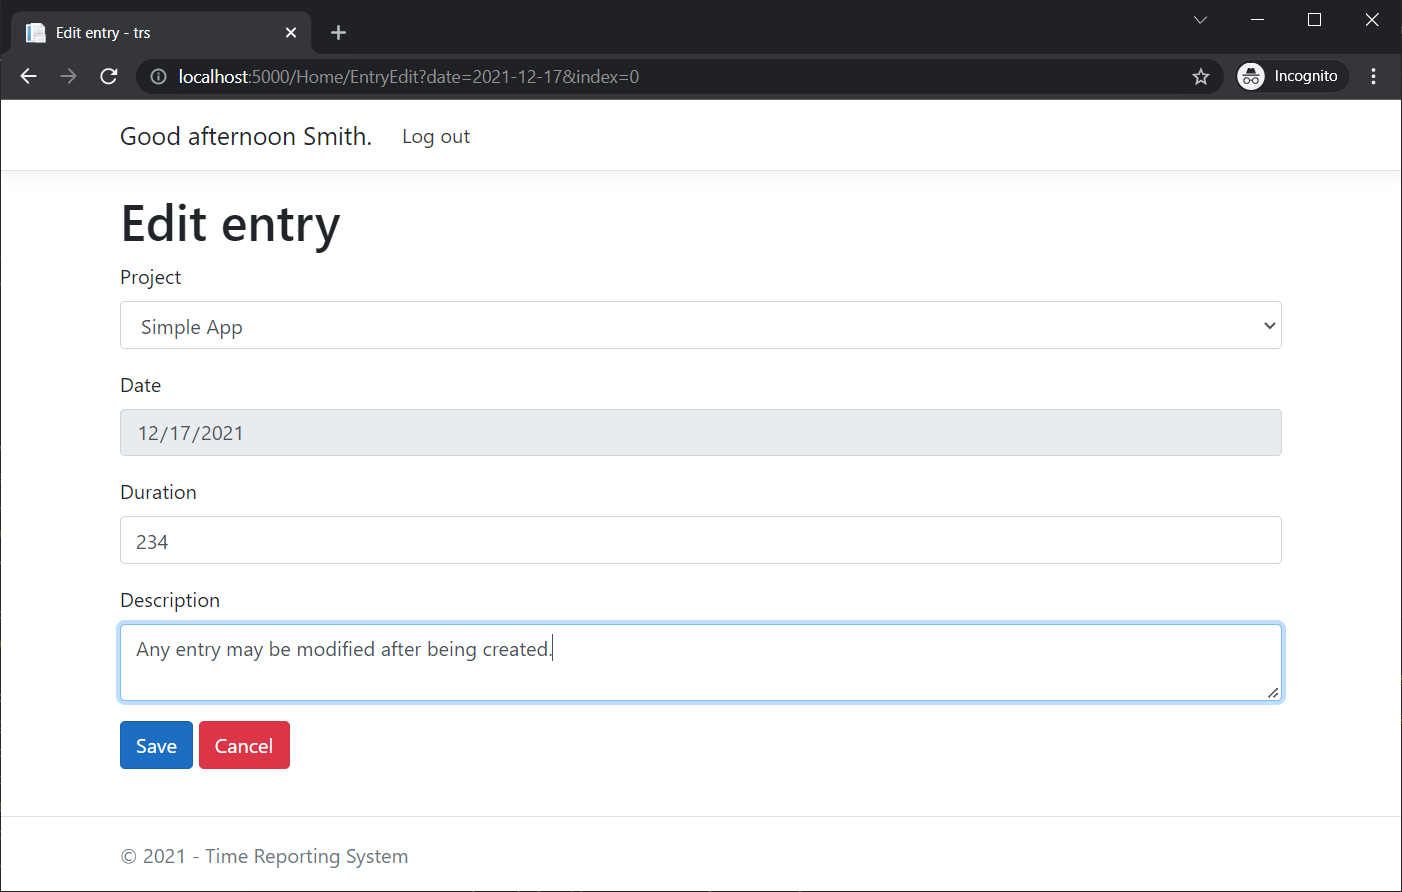 Edit entry - trs
localhost:5000/Home/EntryEdit?date=2021-12-17&index=0
Incognito
Good afternoon Smith.
Log out
Edit entry
Project
Simple App
Date
12/17/2021
Duration
234
Description
Any entry may be modified after being created.
Save
Cancel
© 2021 - Time Reporting System